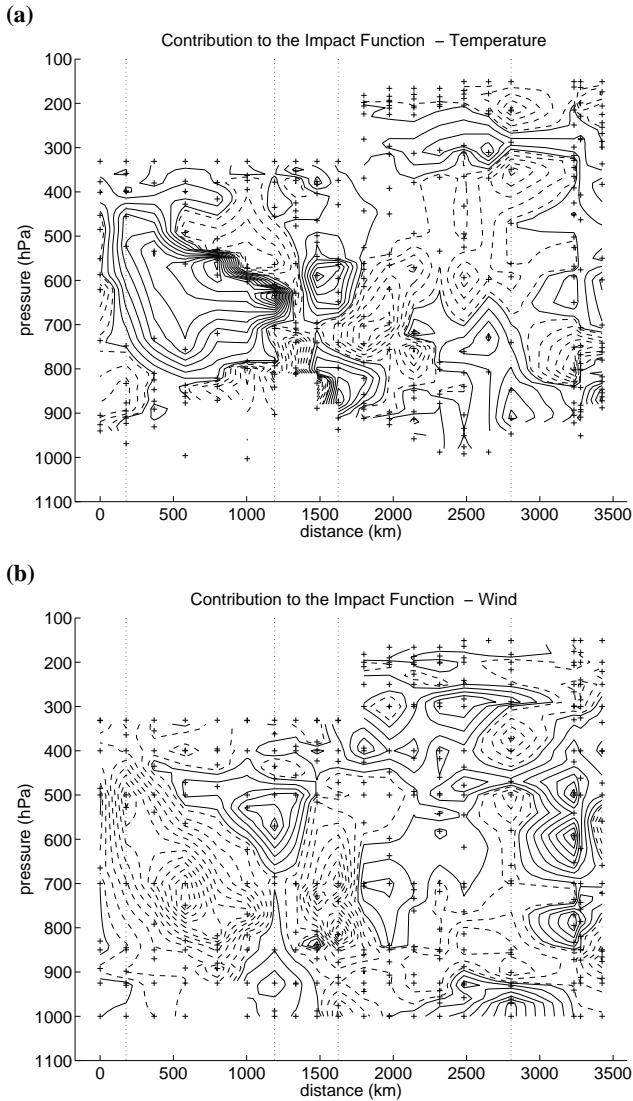 (a)
Contribution to the Impact Function – Temperature
100
200
300
400
500
600
700
800
900
1000
1100
pressure (hPa)
0 500 1000 1500 2000 2500 3000 3500
distance (km)
(b)
Contribution to the Impact Function – Wind
100
200
300
400
500
600
700
800
900
1000
1100
pressure (hPa)
0 500 1000 1500 2000 2500 3000 3500
distance (km)